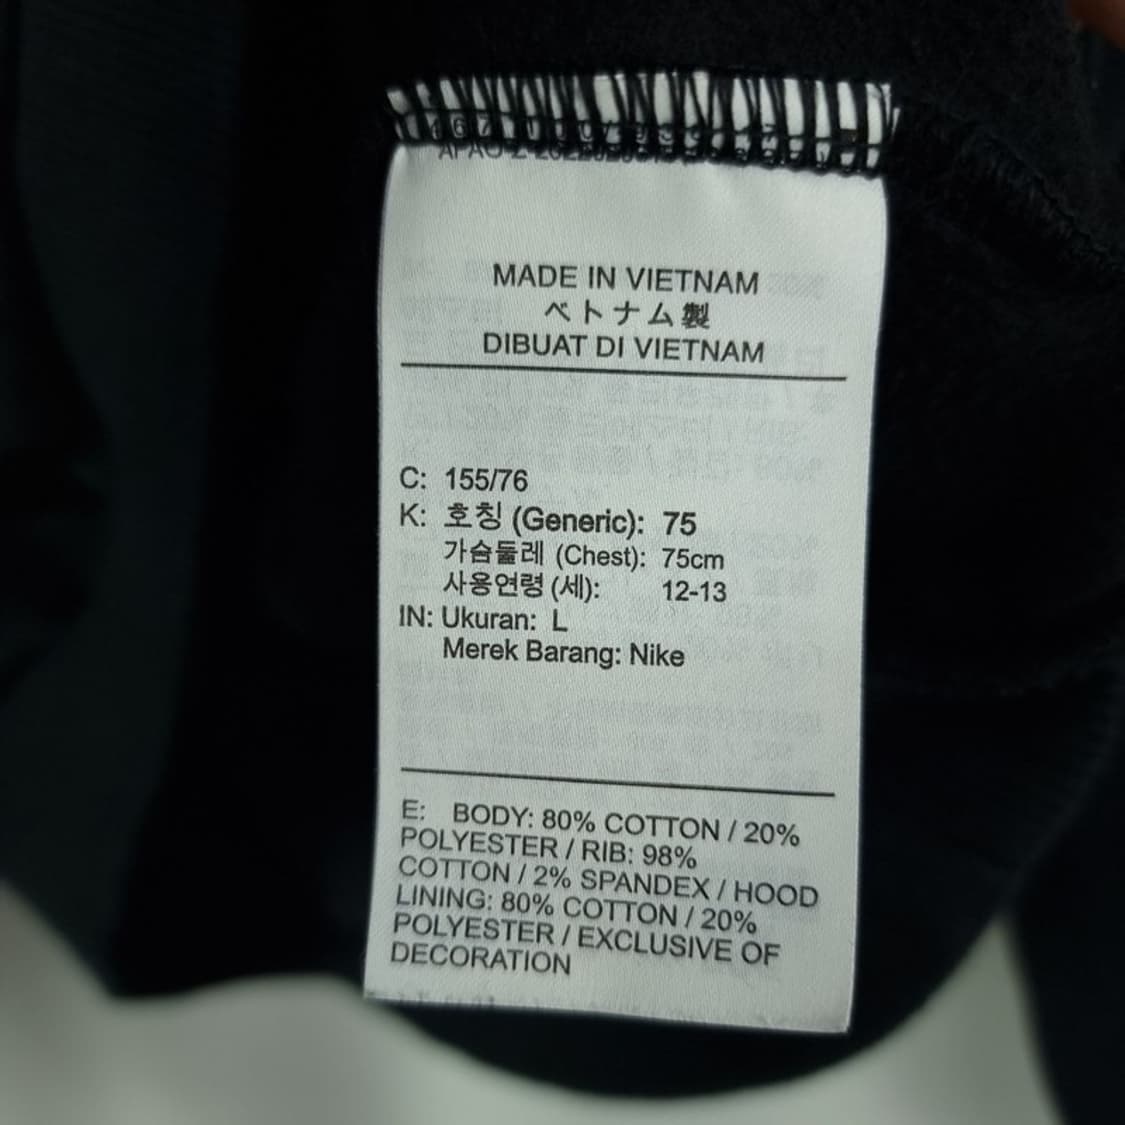 MADE IN VIETNAM
ベトナム製
DIBUAT DI VIETNAM
C: 155/76
K: 호칭 (Generic): 75
가슴둘레 (Chest): 75cm
사용연령 (세): 12-13
IN: Ukuran: L
Merek Barang: Nike
E: BODY: 80% COTTON / 20%
POLYESTER / RIB: 98%
COTTON / 2% SPANDEX / HOOD
LINING: 80% COTTON / 20%
POLYESTER / EXCLUSIVE OF
DECORATION